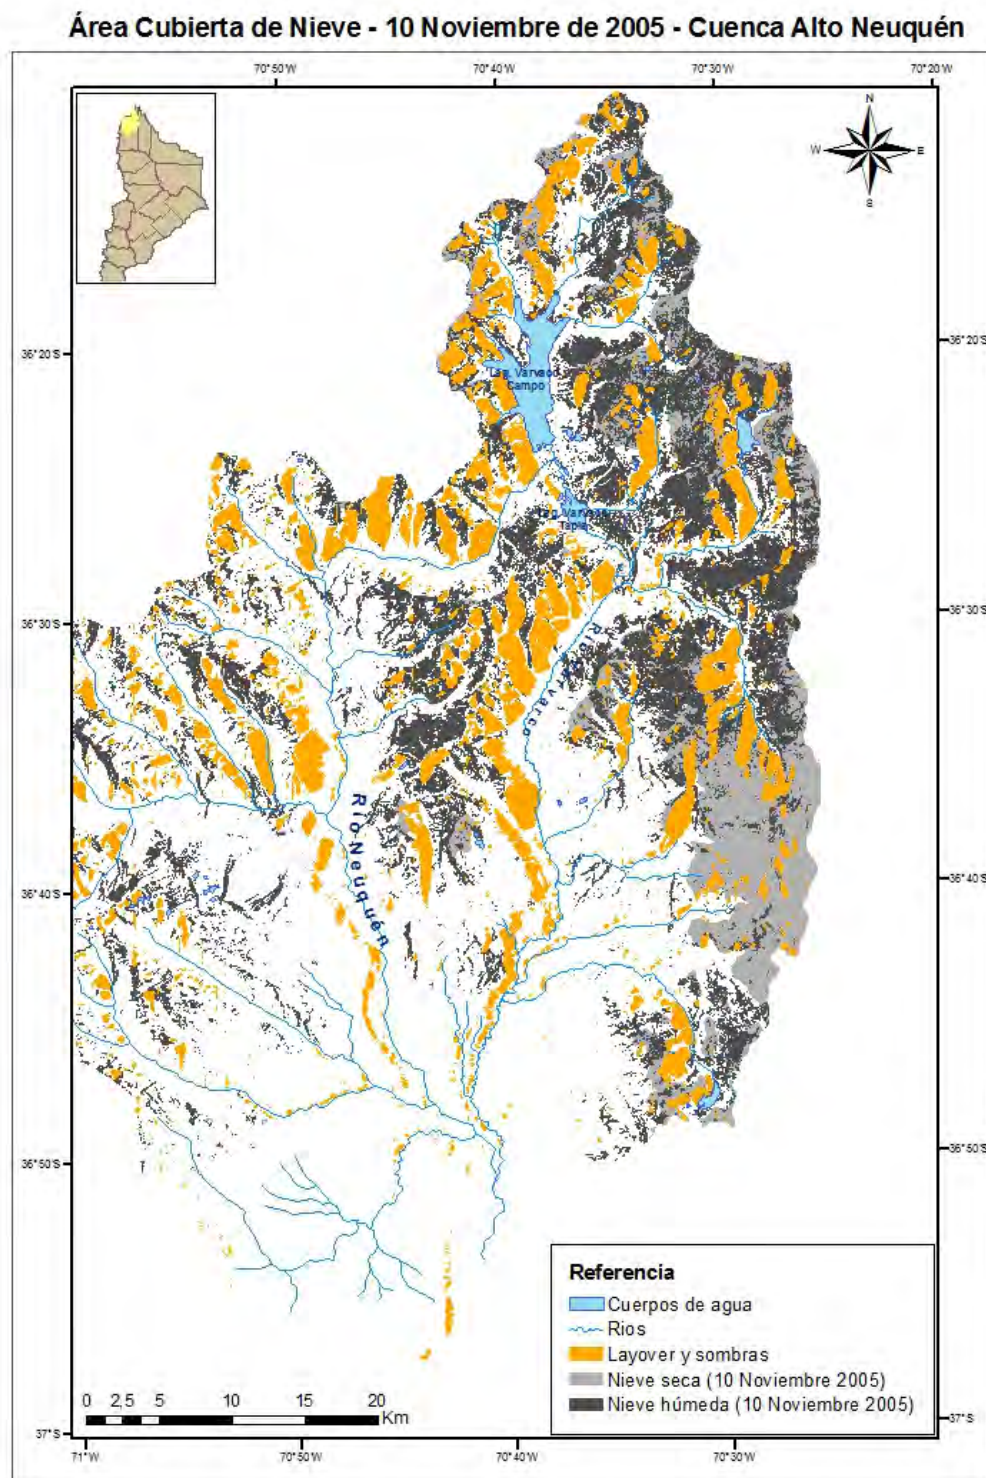 Área Cubierta de Nieve - 10 Noviembre de 2005 - Cuenca Alto Neuquén
70°50'W 70°40'W 70°30'W 70°20'W
N
W E
S
36°20'S 36°20'S
Lag. Varvaco
Campo
Lag. Varvaco
Tapia
36°30'S 36°30'S
Río Varvarco
Río Neuquén
36°40'S 36°40'S
36°50'S 36°50'S
Referencia
Cuerpos de agua
Rios
Layover y sombras
Nieve seca (10 Noviembre 2005)
Nieve húmeda (10 Noviembre 2005)
0 2,5 5 10 15 20
Km
37°S 37°S
71°W 70°50'W 70°40'W 70°30'W